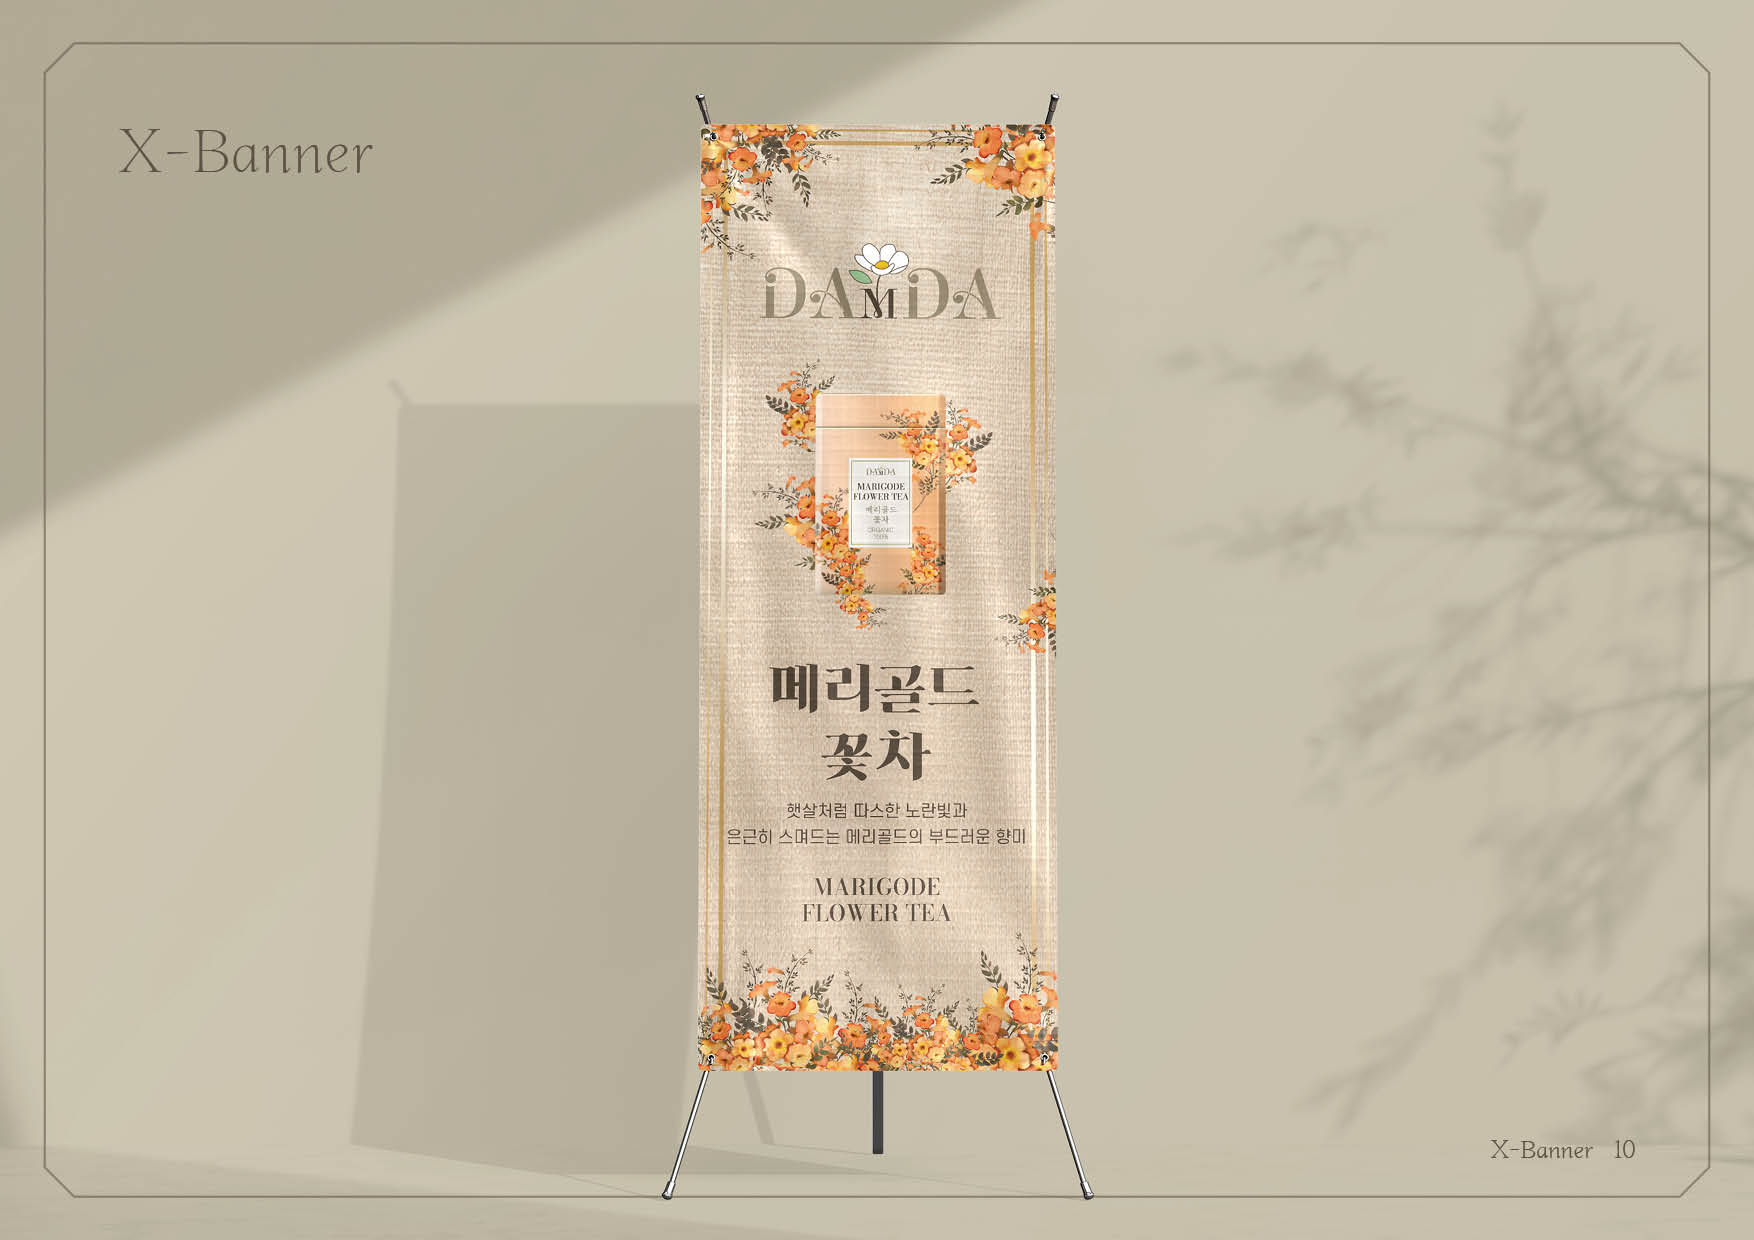 X-Banner
DAMDA
DAMDA
MARIGODE
FLOWER TEA
메리골드
꽃차
ORGANIC
100%
메리골드
꽃차
햇살처럼 따스한 노란빛과
은근히 스며드는 메리골드의 부드러운 향미
MARIGODE
FLOWER TEA
X-Banner 10